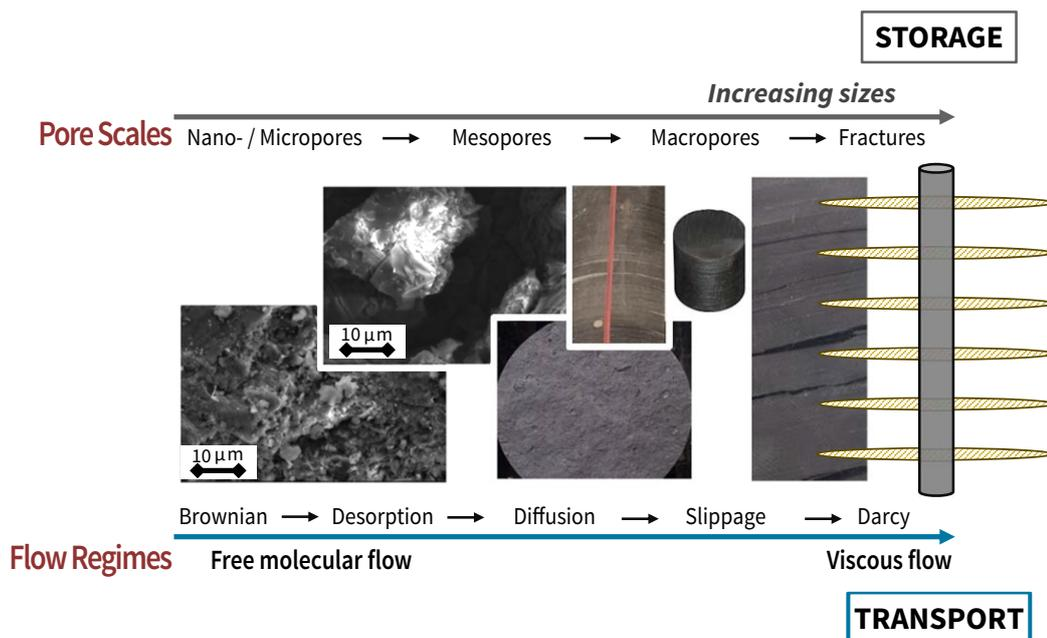 STORAGE
Increasing sizes
Pore Scales
Nano- / Micropores → Mesopores → Macropores → Fractures
10 μm
10 μm
Brownian → Desorption → Diffusion → Slippage → Darcy
Flow Regimes
Free molecular flow Viscous flow
TRANSPORT